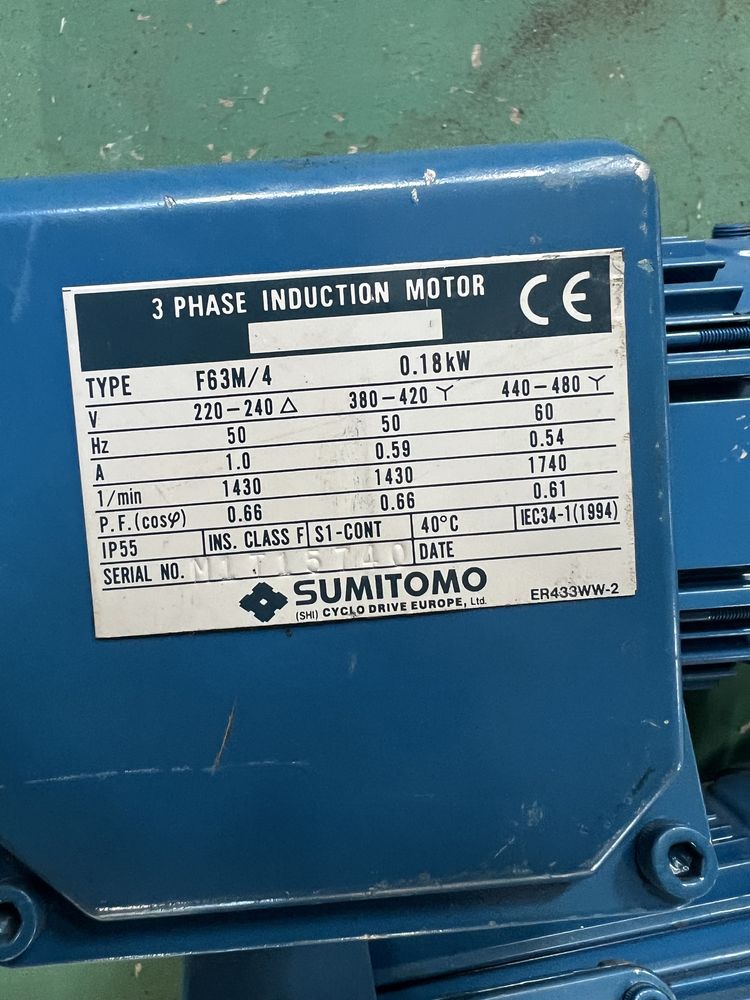 3 PHASE INDUCTION MOTOR CE
TYPE F63M/4 0.18kW
V 220-240 △ 380-420 Y 440-480 Y
Hz 50 50 60
A 1.0 0.59 0.54
1/min 1430 1430 1740
P.F.(cosφ) 0.66 0.66 0.61
IP55 INS. CLASS F S1-CONT 40°C IEC34-1(1994)
SERIAL NO. N1T15740 DATE
SUMITOMO
(SHI) CYCLO DRIVE EUROPE, Ltd.
ER433WW-2